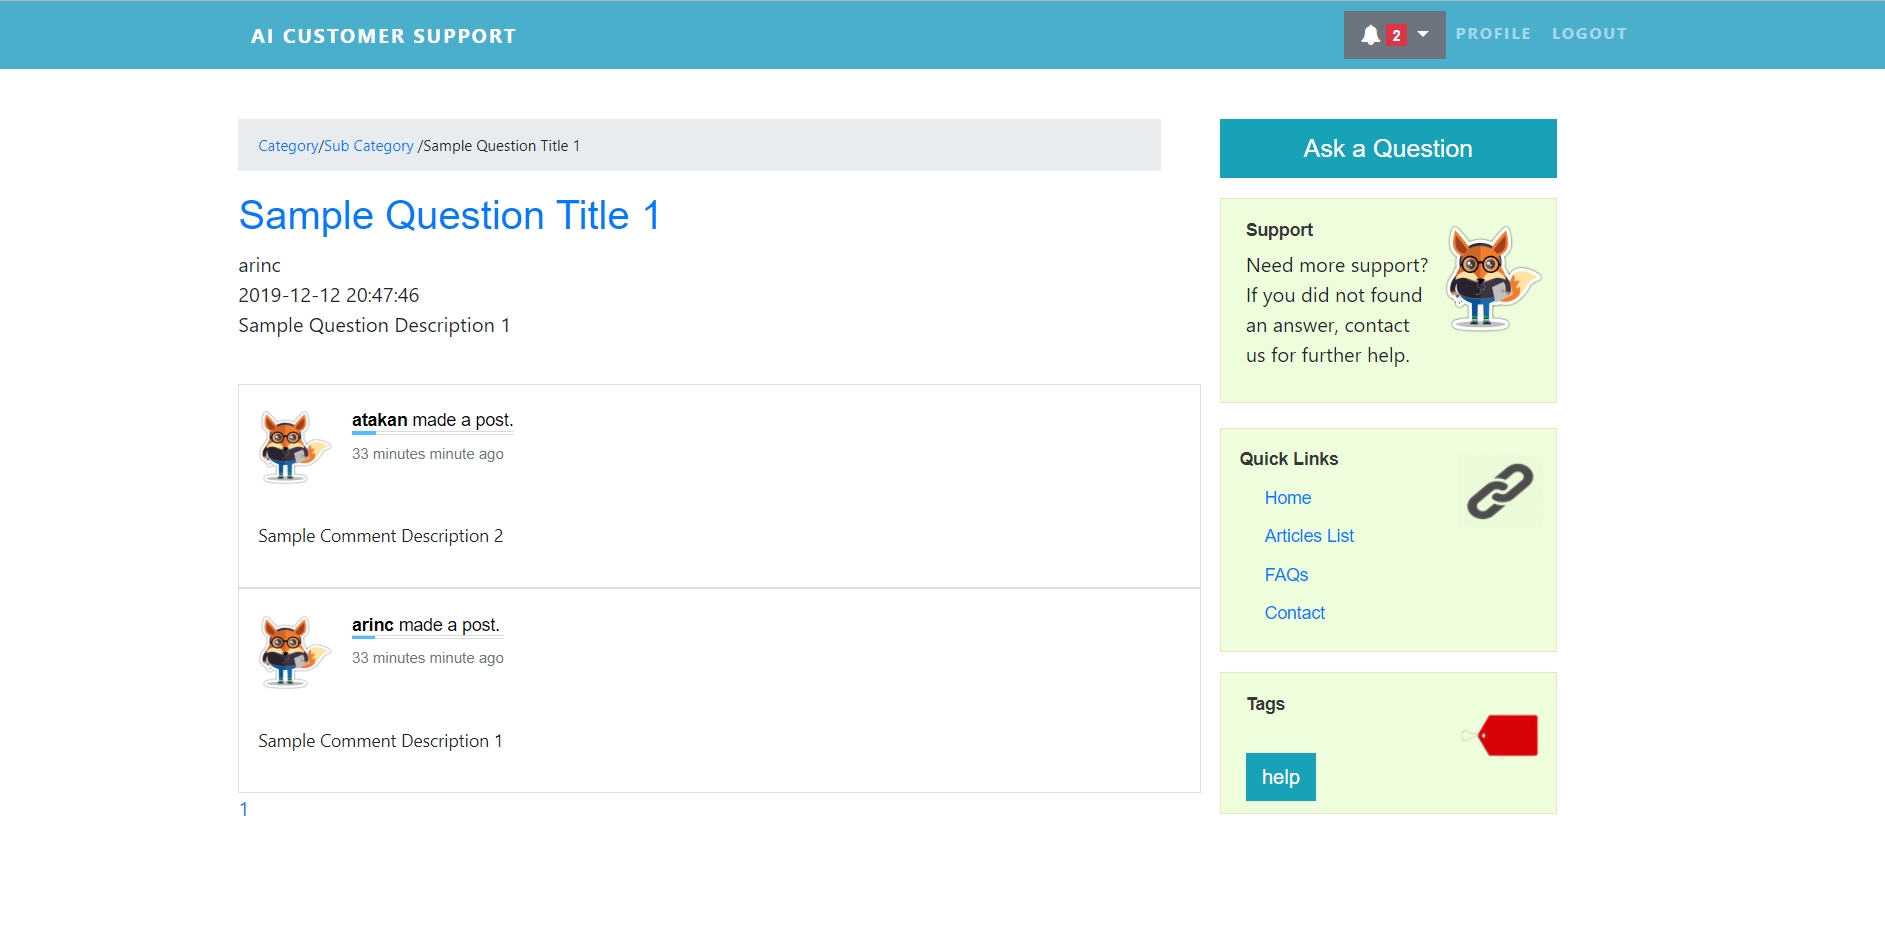 AI CUSTOMER SUPPORT
2
PROFILE
LOGOUT
Category/Sub Category /Sample Question Title 1
Sample Question Title 1
arinc
2019-12-12 20:47:46
Sample Question Description 1
atakan made a post.
33 minutes minute ago
Sample Comment Description 2
arinc made a post.
33 minutes minute ago
Sample Comment Description 1
1
Ask a Question
Support
Need more support?
If you did not found
an answer, contact
us for further help.
Quick Links
Home
Articles List
FAQs
Contact
Tags
help